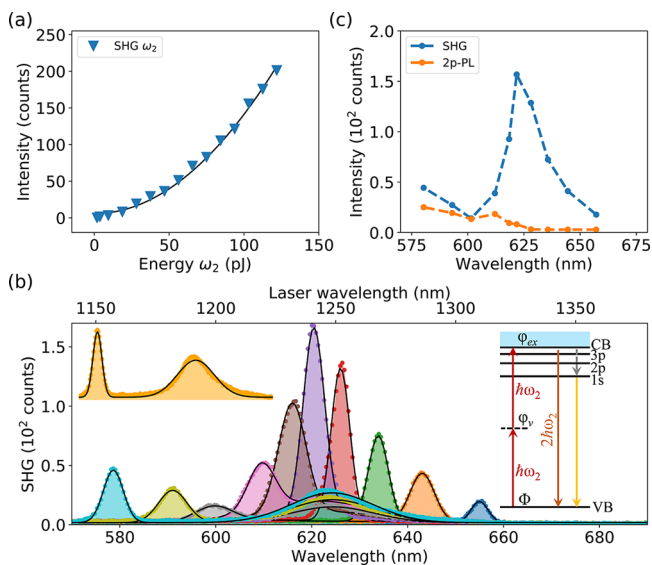 (a)
250
200
150
100
50
0
Intensity (counts)
SHG ω₂
0 50 100 150
Energy ω₂ (pJ)
(c)
2.0
1.5
1.0
0.5
0.0
Intensity (10² counts)
SHG
2p-PL
575 600 625 650 675
Wavelength (nm)
(b)
Laser wavelength (nm)
1150 1200 1250 1300 1350
1.5
1.0
0.5
0.0
SHG (10² counts)
φₑₓ
CB
3p
2p
1s
ħω₂
φᵥ
2ħω₂
ħω₂
Φ
VB
580 600 620 640 660 680
Wavelength (nm)